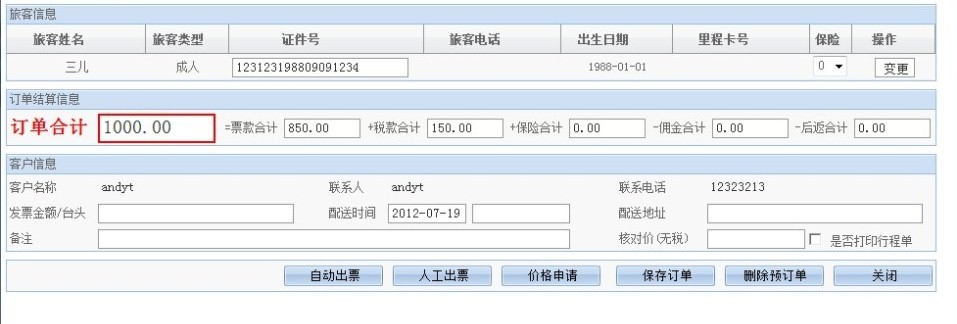 旅客信息
旅客姓名 旅客类型 证件号 旅客电话 出生日期 里程卡号 保险 操作
三儿 成人 123123198809091234 1988-01-01 0 变更
订单结算信息
订单合计 1000.00 =票款合计 850.00 +税款合计 150.00 +保险合计 0.00 -佣金合计 0.00 -后返合计 0.00
客户信息
客户名称 andyt 联系人 andyt 联系电话 12323213
发票金额/台头 配送时间 2012-07-19 配送地址
备注 核对价(无税) 是否打印行程单
自动出票 人工出票 价格申请 保存订单 删除预订单 关闭